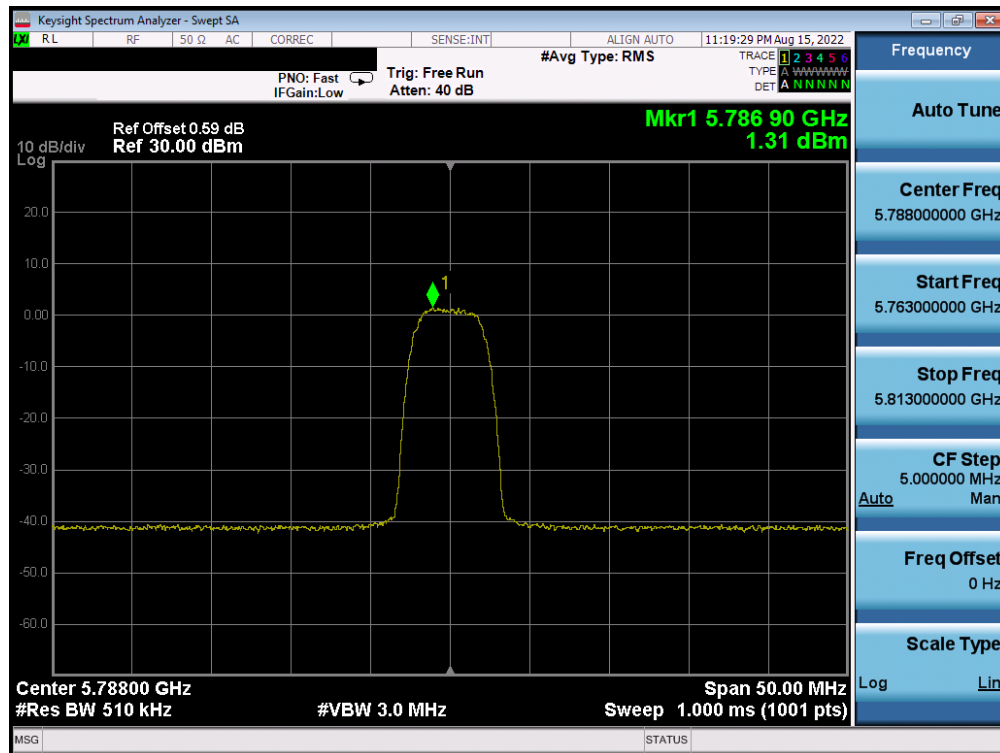 Keysight Spectrum Analyzer - Swept SA
LXI RL RF 50 Ω AC CORREC SENSE:INT ALIGN AUTO 11:19:29 PM Aug 15, 2022
Frequency
#Avg Type: RMS TRACE 1 2 3 4 5 6
PNO: Fast Trig: Free Run TYPE A WWWWW
IFGain:Low Atten: 40 dB DET A N N N N N
Auto Tune
Mkr1 5.786 90 GHz
1.31 dBm
Ref Offset 0.59 dB
10 dB/div Ref 30.00 dBm
Log
1
20.0
10.0
0.00
-10.0
-20.0
-30.0
-40.0
-50.0
-60.0
Center Freq
5.788000000 GHz
Start Freq
5.763000000 GHz
Stop Freq
5.813000000 GHz
CF Step
5.000000 MHz
Auto Man
Freq Offset
0 Hz
Scale Type
Log Lin
Center 5.78800 GHz Span 50.00 MHz
#Res BW 510 kHz #VBW 3.0 MHz Sweep 1.000 ms (1001 pts)
MSG STATUS